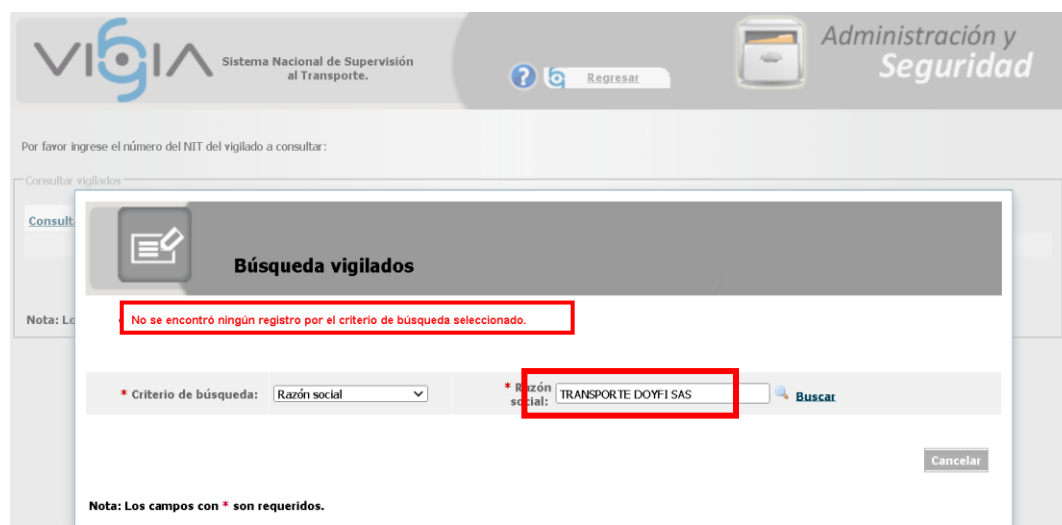 VIGIA
Sistema Nacional de Supervisión
al Transporte.
Regresar
Administración y
Seguridad
Por favor ingrese el número del NIT del vigilado a consultar:
Consultar vigilados
Consult
Búsqueda vigilados
Nota: Lo
No se encontró ningún registro por el criterio de búsqueda seleccionado.
* Criterio de búsqueda:
Razón social
* Razón
social:
TRANSPORTE DOYFI SAS
Buscar
Cancelar
Nota: Los campos con * son requeridos.